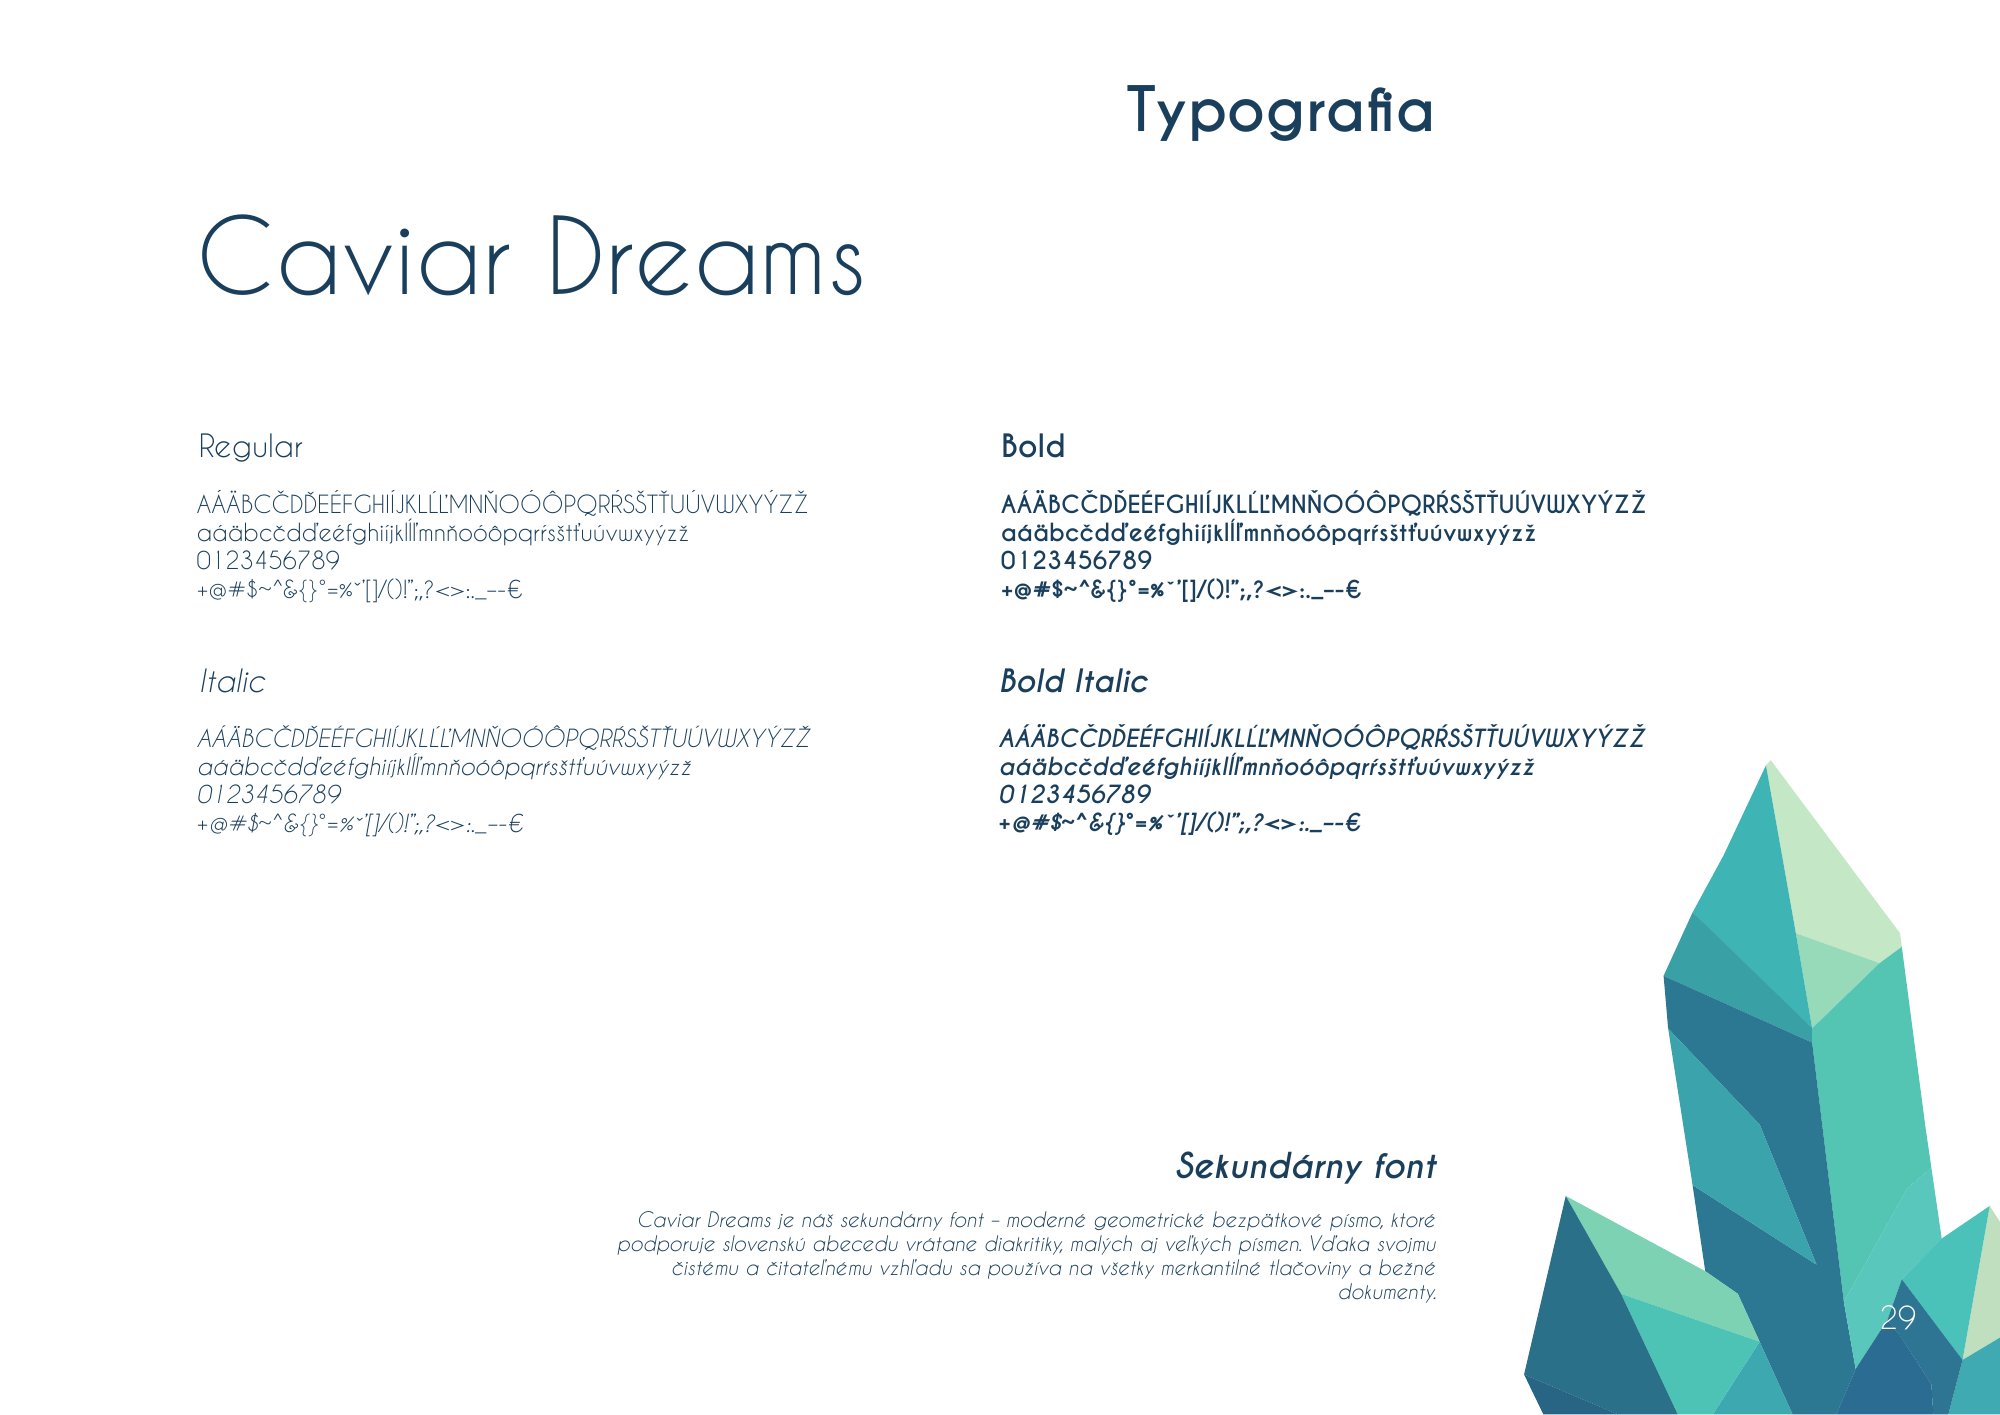 Typografia
Caviar Dreams
Regular
AÁÄBCČDĎEÉFGHIÍJKLĹĽMNŇOÓÔPQRŔSŠTŤUÚVWXYÝZŽ
aáäbcčdďeéfghiíjklĺľmnňoóôpqrŕsštťuúvwxyýzž
0123456789
+@#$~^&{}°=%ˇ'[]/()!";,?<>:._–-€
Bold
AÁÄBCČDĎEÉFGHIÍJKLĹĽMNŇOÓÔPQRŔSŠTŤUÚVWXYÝZŽ
aáäbcčdďeéfghiíjklĺľmnňoóôpqrŕsštťuúvwxyýzž
0123456789
+@#$~^&{}°=%ˇ'[]/()!";,?<>:._–-€
Italic
AÁÄBCČDĎEÉFGHIÍJKLĹĽMNŇOÓÔPQRŔSŠTŤUÚVWXYÝZŽ
aáäbcčdďeéfghiíjklĺľmnňoóôpqrŕsštťuúvwxyýzž
0123456789
+@#$~^&{}°=%ˇ'[]/()!";,?<>:._–-€
Bold Italic
AÁÄBCČDĎEÉFGHIÍJKLĹĽMNŇOÓÔPQRŔSŠTŤUÚVWXYÝZŽ
aáäbcčdďeéfghiíjklĺľmnňoóôpqrŕsštťuúvwxyýzž
0123456789
+@#$~^&{}°=%ˇ'[]/()!";,?<>:._–-€
Sekundárny font
Caviar Dreams je náš sekundárny font – moderné geometrické bezpätkové písmo, ktoré
podporuje slovenskú abecedu vrátane diakritiky, malých aj veľkých písmen. Vďaka svojmu
čistému a čitateľnému vzhľadu sa používa na všetky merkantilné tlačoviny a bežné
dokumenty.
29